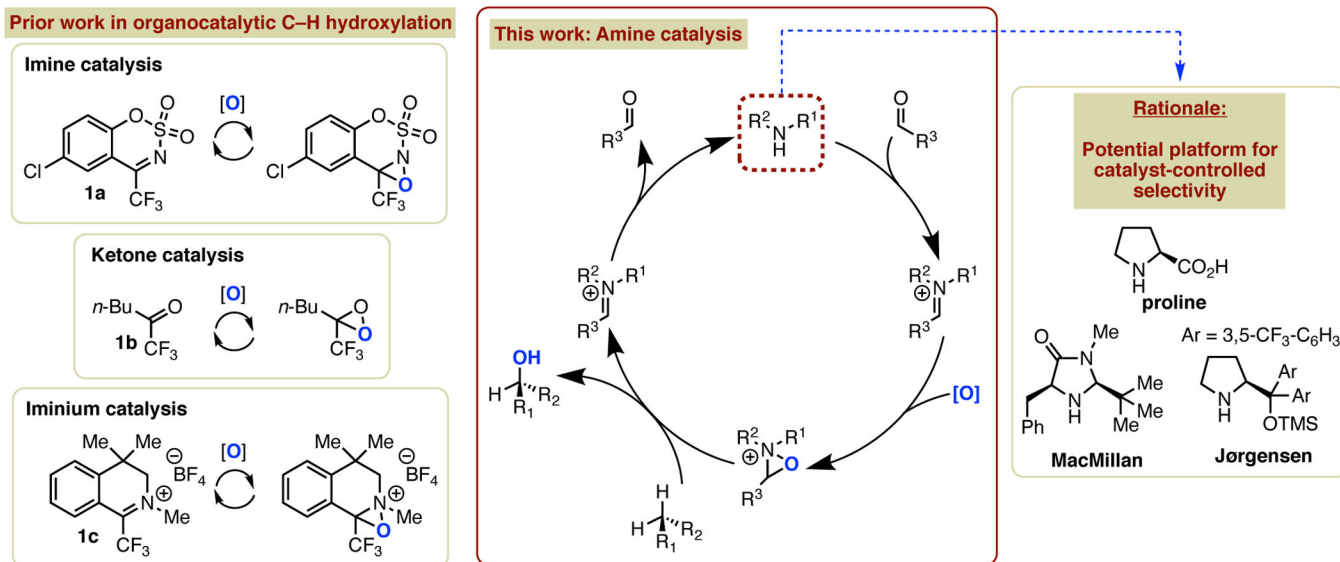 Prior work in organocatalytic C–H hydroxylation
Imine catalysis
O
O
S
O
N
Cl
1a
CF₃
[O]
O
O
S
O
N
O
Cl
CF₃
Ketone catalysis
n-Bu
O
1b
CF₃
[O]
n-Bu
O
O
CF₃
Iminium catalysis
Me
Me
⊖
BF₄
N
⊕
Me
1c
CF₃
[O]
Me
Me
⊖
BF₄
N
⊕
Me
O
CF₃
This work: Amine catalysis
O
R³
R²
N
H
R¹
O
R³
R²
R¹
⊕
N
R³
R²
R¹
⊕
N
R³
OH
H
R₂
R₁
[O]
R²
R¹
⊕
N
O
R³
H
H
R₂
R₁
Rationale:
Potential platform for
catalyst-controlled
selectivity
N
H
CO₂H
proline
O
N
Me
N
H
Ph
Me
Me
Me
MacMillan
Ar = 3,5-CF₃-C₆H₃
N
H
Ar
Ar
OTMS
Jørgensen